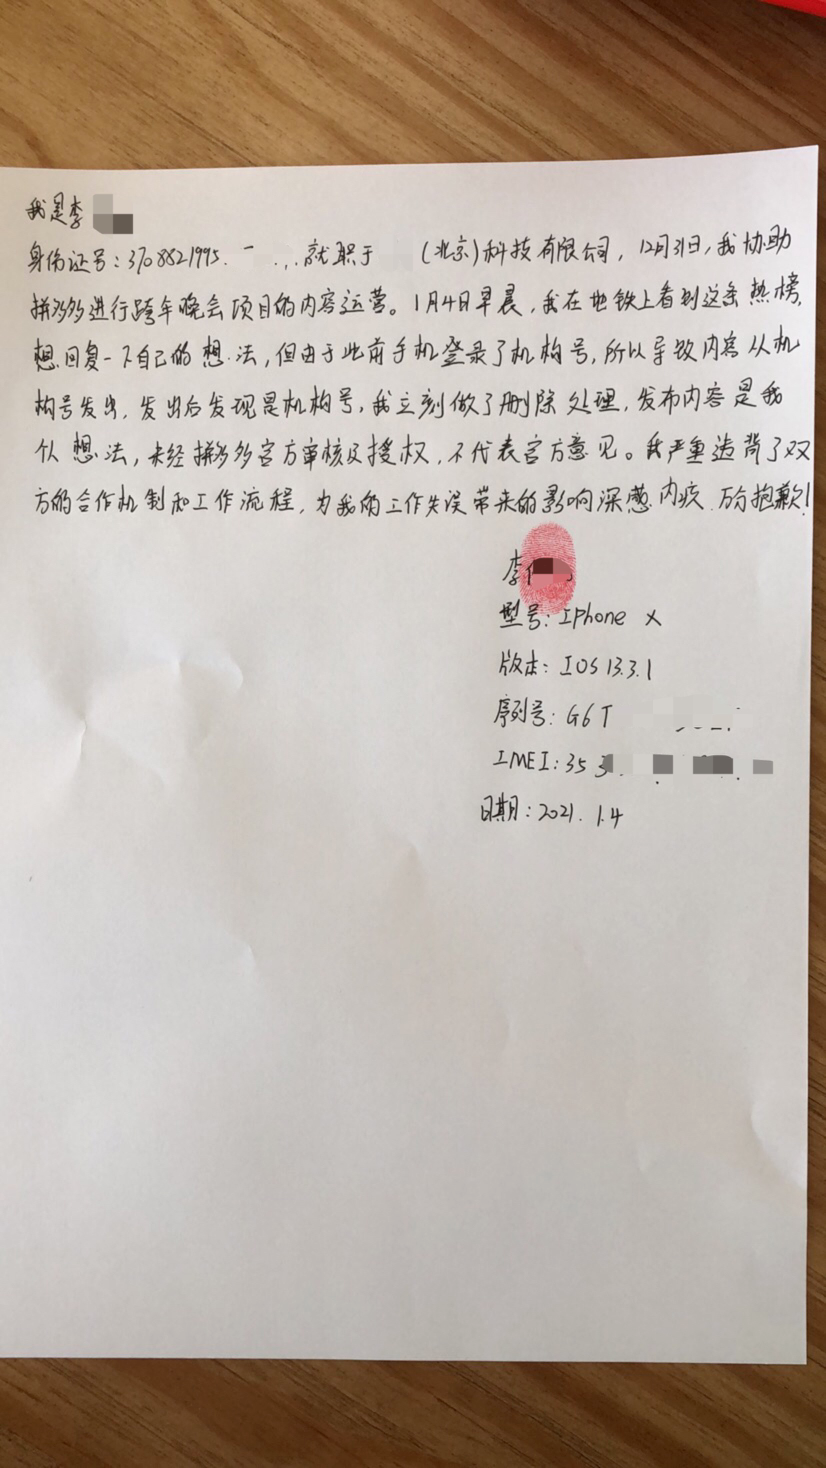 我是李
身份证号:3708821995. 就职于 (北京)科技有限公司,12月31日,我协助
拼多多进行跨年晚会项目的内容运营。1月4日早晨,我在地铁上看到这条热榜,
想回复一下自己的想法,但由于此前手机登录了机构号,所以导致内容从机
构号发出,发出后发现是机构号,我立刻做了删除处理,发布内容是我
个人想法,未经拼多多官方审核及授权,不代表官方意见。我严重违背了双
方的合作机制和工作流程,为我的工作失误带来的影响深感内疚.万分抱歉!
李
型号:IPhone X
版本:IOS 13.3.1
序列号:G6T
IMEI:35
日期:2021.1.4